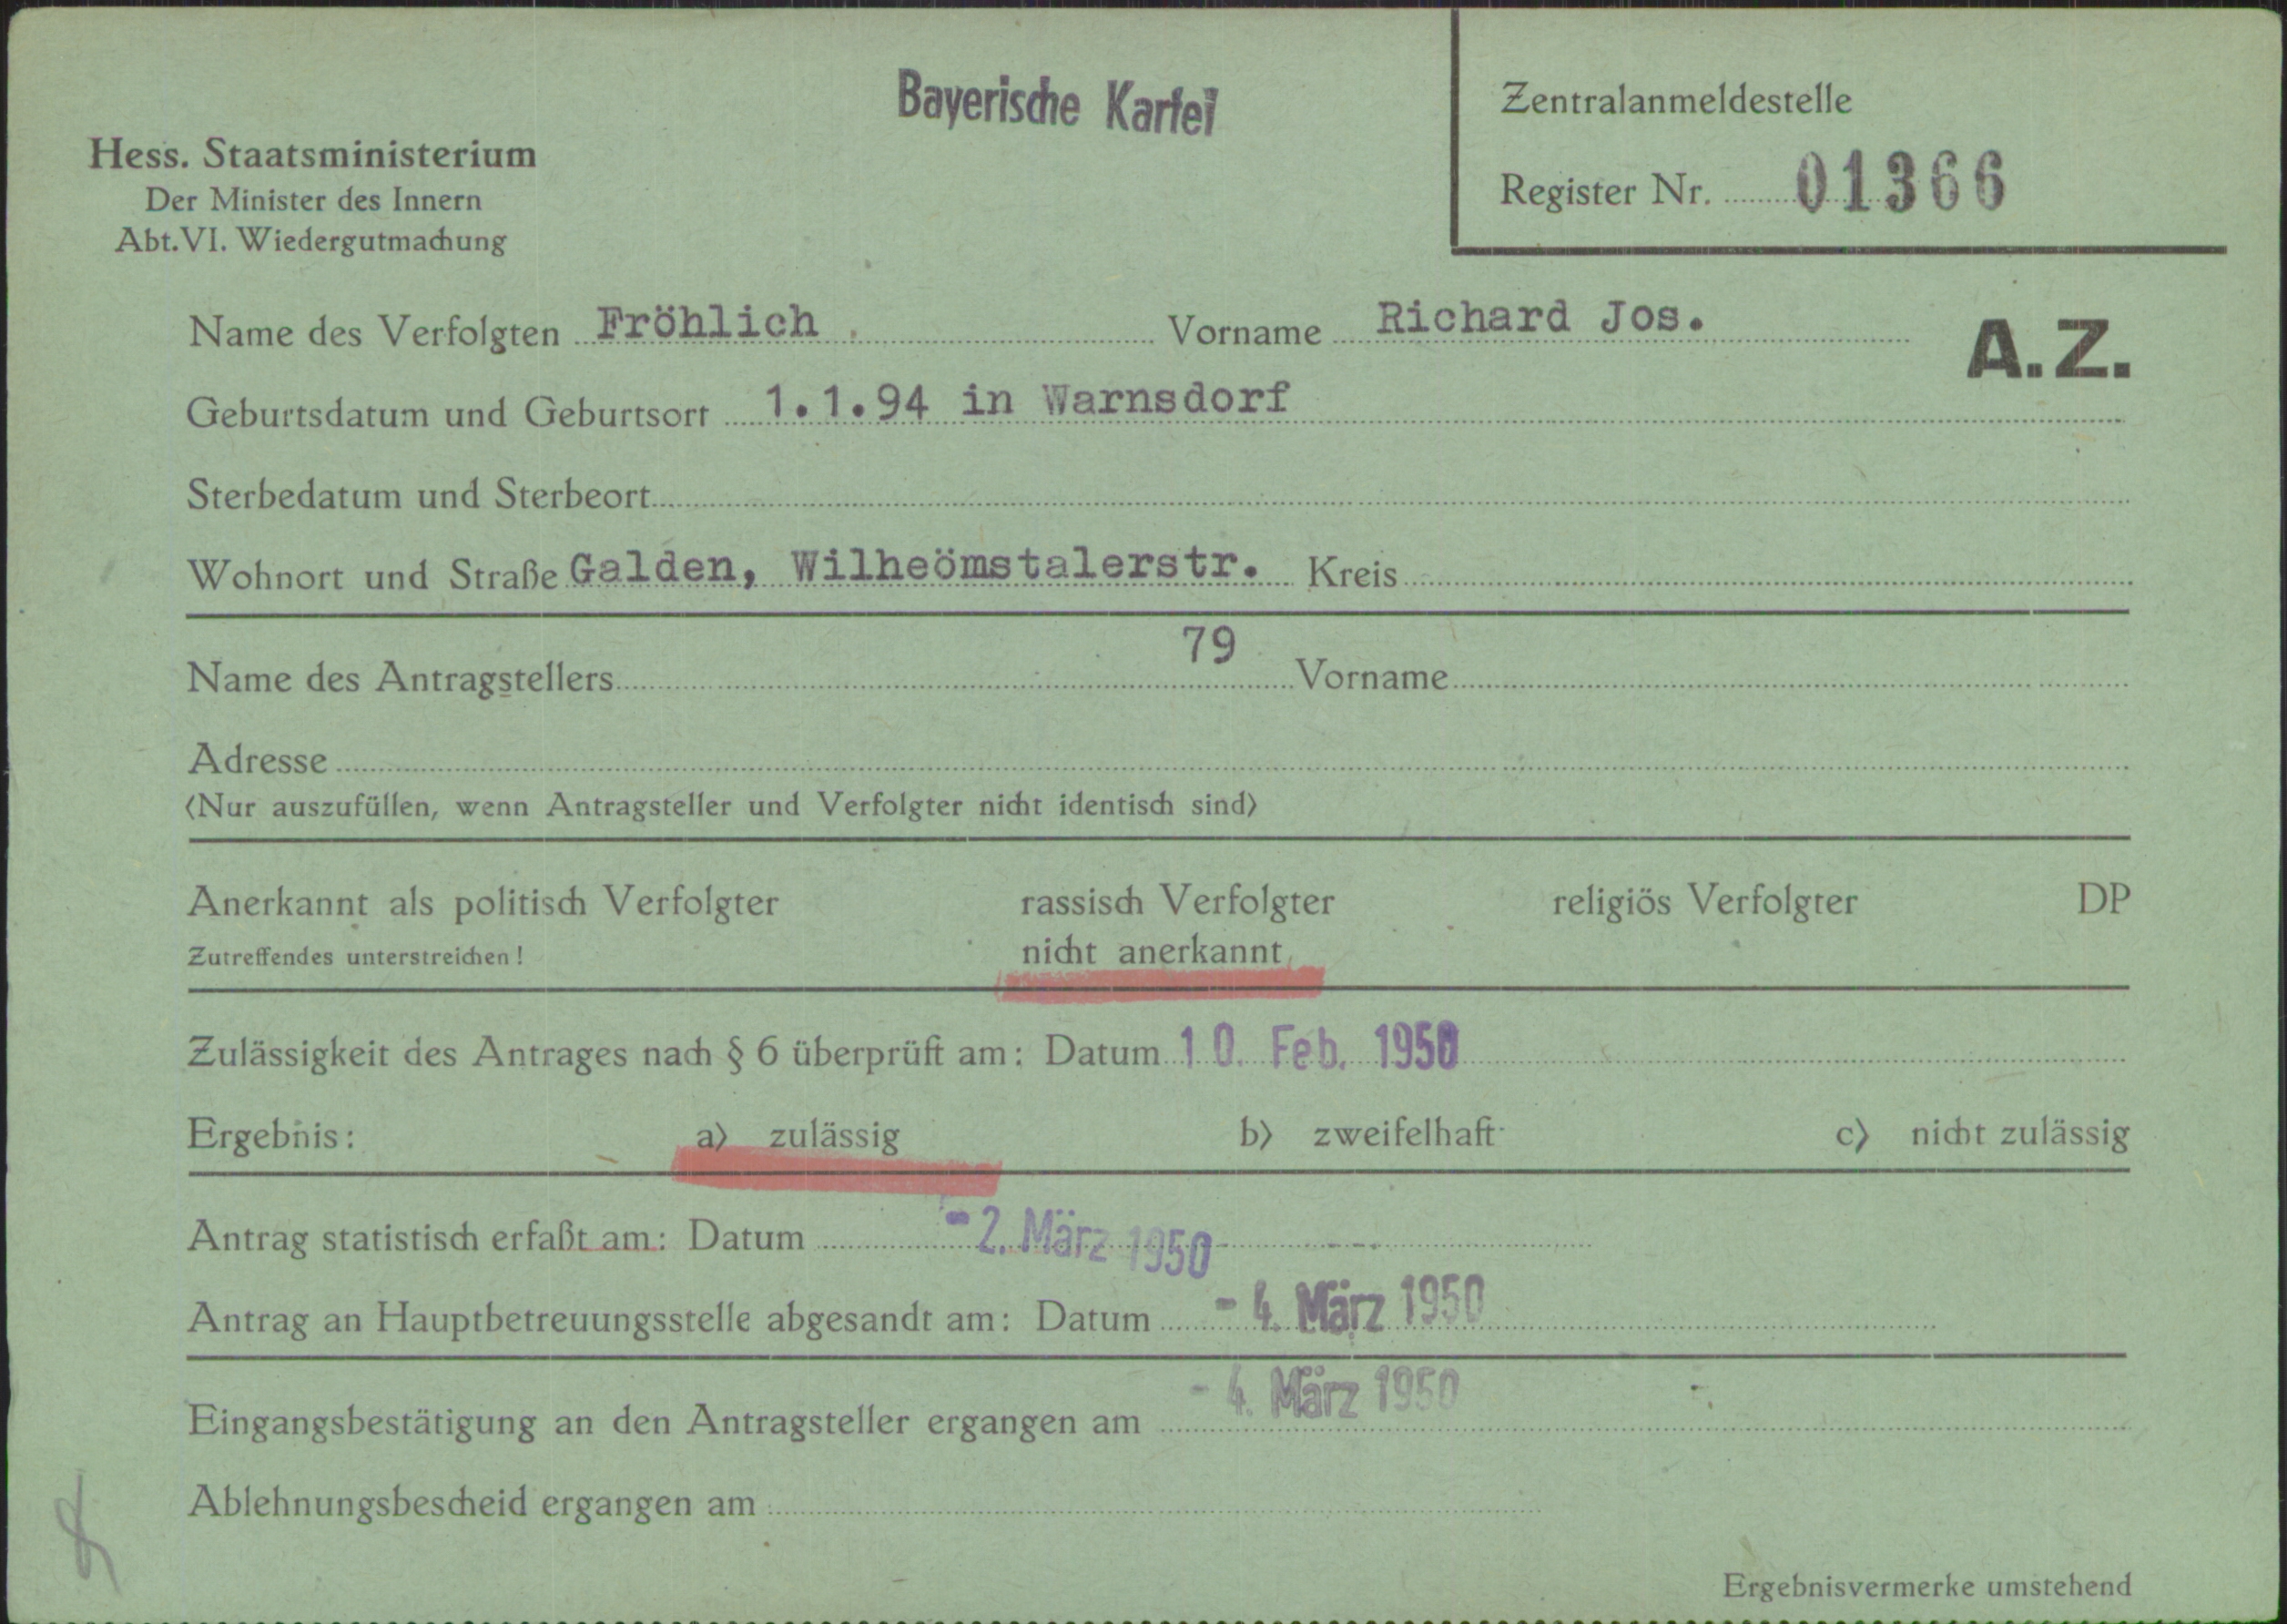 Bayerische Kartei
Zentralanmeldestelle
Register Nr. 01366
Hess. Staatsministerium
Der Minister des Innern
Abt. VI. Wiedergutmachung
Name des Verfolgten Fröhlich Vorname Richard Jos.
A.Z.
Geburtsdatum und Geburtsort 1.1.94 in Warnsdorf
Sterbedatum und Sterbeort
Wohnort und Straße Galden, Wilheömstalerstr. Kreis
79
Name des Antragstellers Vorname
Adresse
(Nur auszufüllen, wenn Antragsteller und Verfolgter nicht identisch sind)
Anerkannt als politisch Verfolgter rassisch Verfolgter religiös Verfolgter DP
Zutreffendes unterstreichen! nicht anerkannt
Zulässigkeit des Antrages nach § 6 überprüft am: Datum 10. Feb. 1950
Ergebnis: a) zulässig b) zweifelhaft c) nicht zulässig
Antrag statistisch erfaßt am: Datum - 2. März 1950
Antrag an Hauptbetreuungsstelle abgesandt am: Datum - 4. März 1950
- 4. März 1950
Eingangsbestätigung an den Antragsteller ergangen am
Ablehnungsbescheid ergangen am
Ergebnisvermerke umstehend